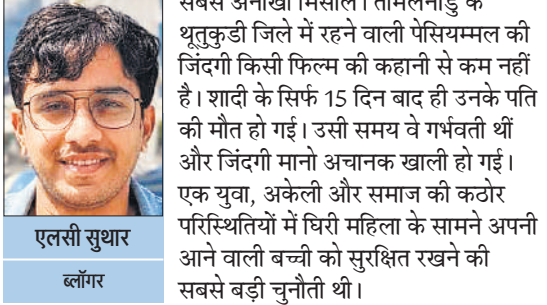 सबसे अनोखी मिसाल। तमिलनाडु के
थूतुकुडी जिले में रहने वाली पेसियम्मल की
जिंदगी किसी फिल्म की कहानी से कम नहीं
है। शादी के सिर्फ 15 दिन बाद ही उनके पति
की मौत हो गई। उसी समय वे गर्भवती थीं
और जिंदगी मानो अचानक खाली हो गई।
एक युवा, अकेली और समाज की कठोर
परिस्थितियों में घिरी महिला के सामने अपनी
आने वाली बच्ची को सुरक्षित रखने की
सबसे बड़ी चुनौती थी।
एलसी सुथार
ब्लॉगर